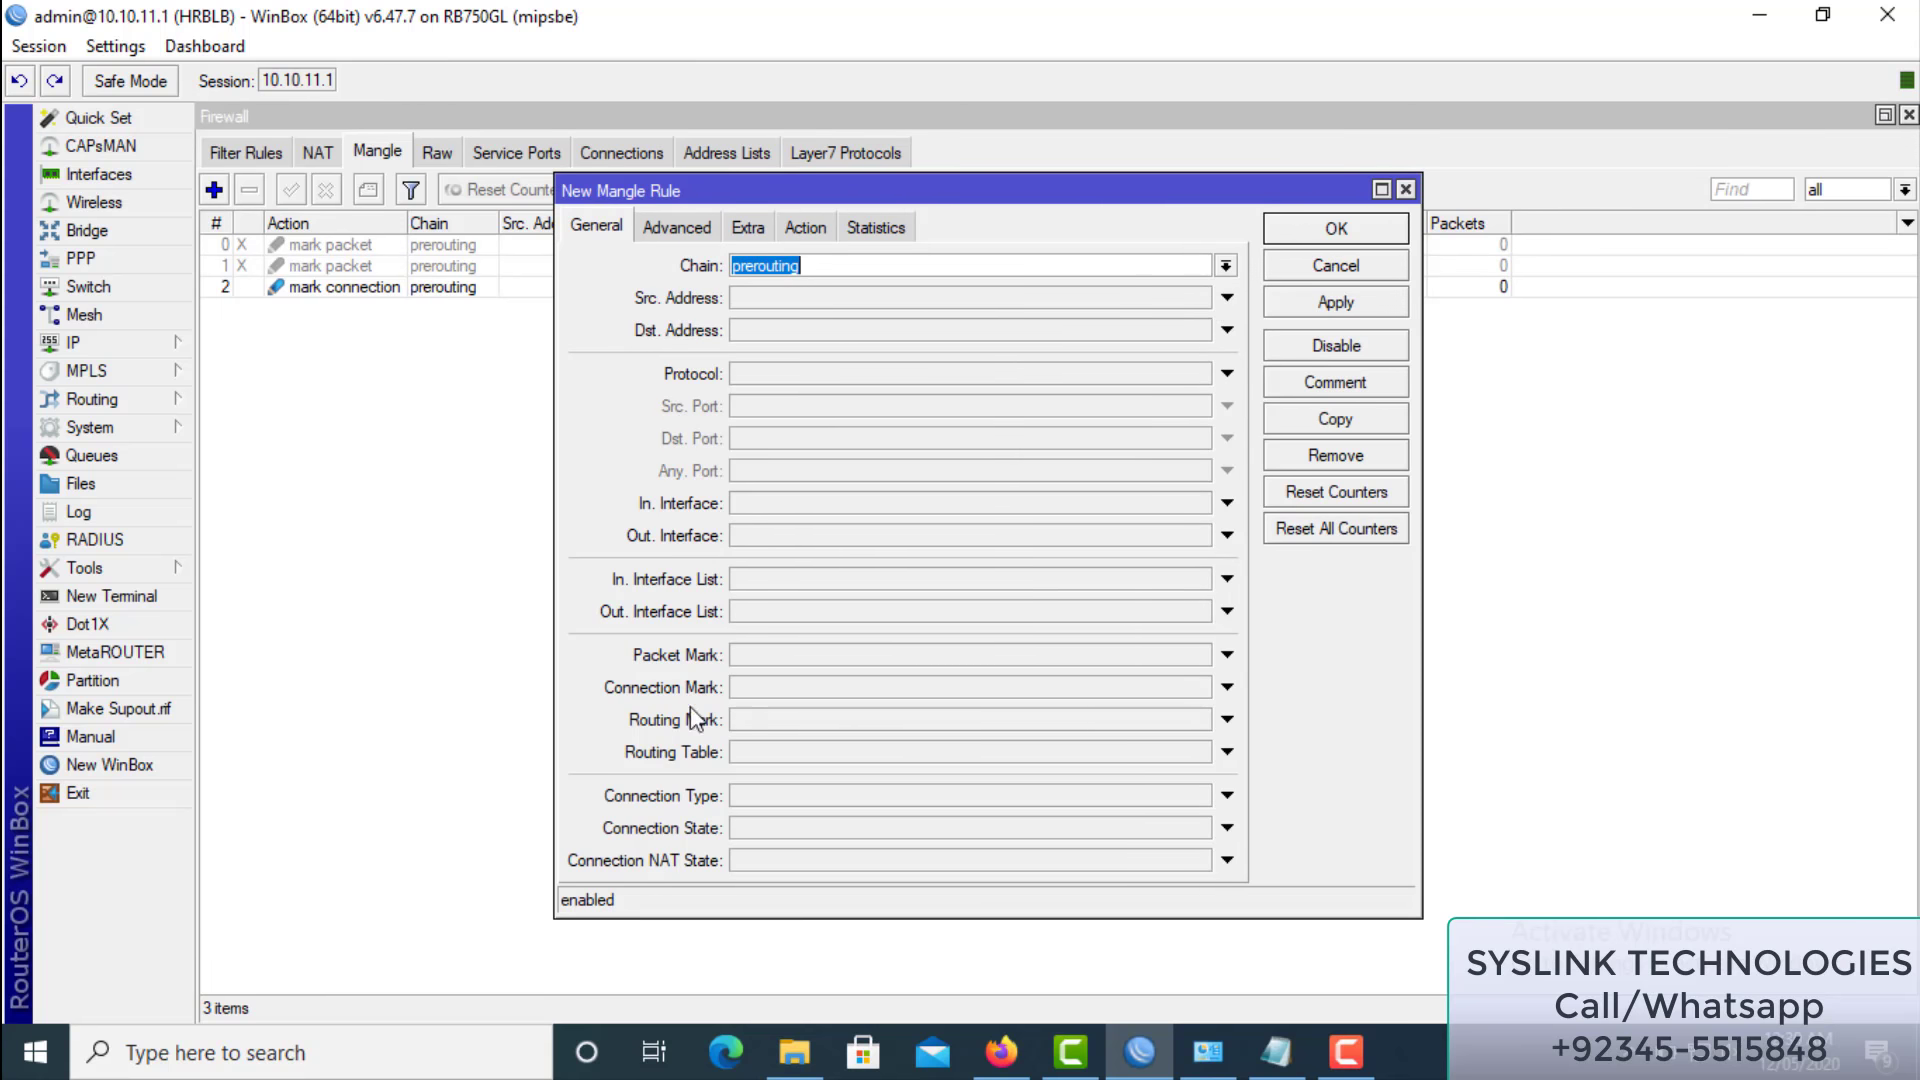 admin@10.10.11.1 (HRBLB) - WinBox (64bit) v6.47.7 on RB750GL (mipsbe)
Session Settings Dashboard
Safe Mode Session: 10.10.11.1
Quick Set
CAPsMAN
Interfaces
Wireless
Bridge
PPP
Switch
Mesh
IP
MPLS
Routing
System
Queues
Files
Log
RADIUS
Tools
New Terminal
Dot1X
MetaROUTER
Partition
Make Supout.rif
Manual
New WinBox
Exit
RouterOS WinBox
Firewall
Filter Rules NAT Mangle Raw Service Ports Connections Address Lists Layer7 Protocols
Reset Counte
Find all
# Action Chain Src. Ad Packets
0 X mark packet prerouting 0
1 X mark packet prerouting 0
2 mark connection prerouting 0
3 items
New Mangle Rule
General Advanced Extra Action Statistics
Chain: prerouting
Src. Address:
Dst. Address:
Protocol:
Src. Port:
Dst. Port:
Any. Port:
In. Interface:
Out. Interface:
In. Interface List:
Out. Interface List:
Packet Mark:
Connection Mark:
Routing Mark:
Routing Table:
Connection Type:
Connection State:
Connection NAT State:
enabled
OK
Cancel
Apply
Disable
Comment
Copy
Remove
Reset Counters
Reset All Counters
Activate Windows
SYSLINK TECHNOLOGIES
Call/Whatsapp
+92345-5515848
Type here to search
12/05/2020
9